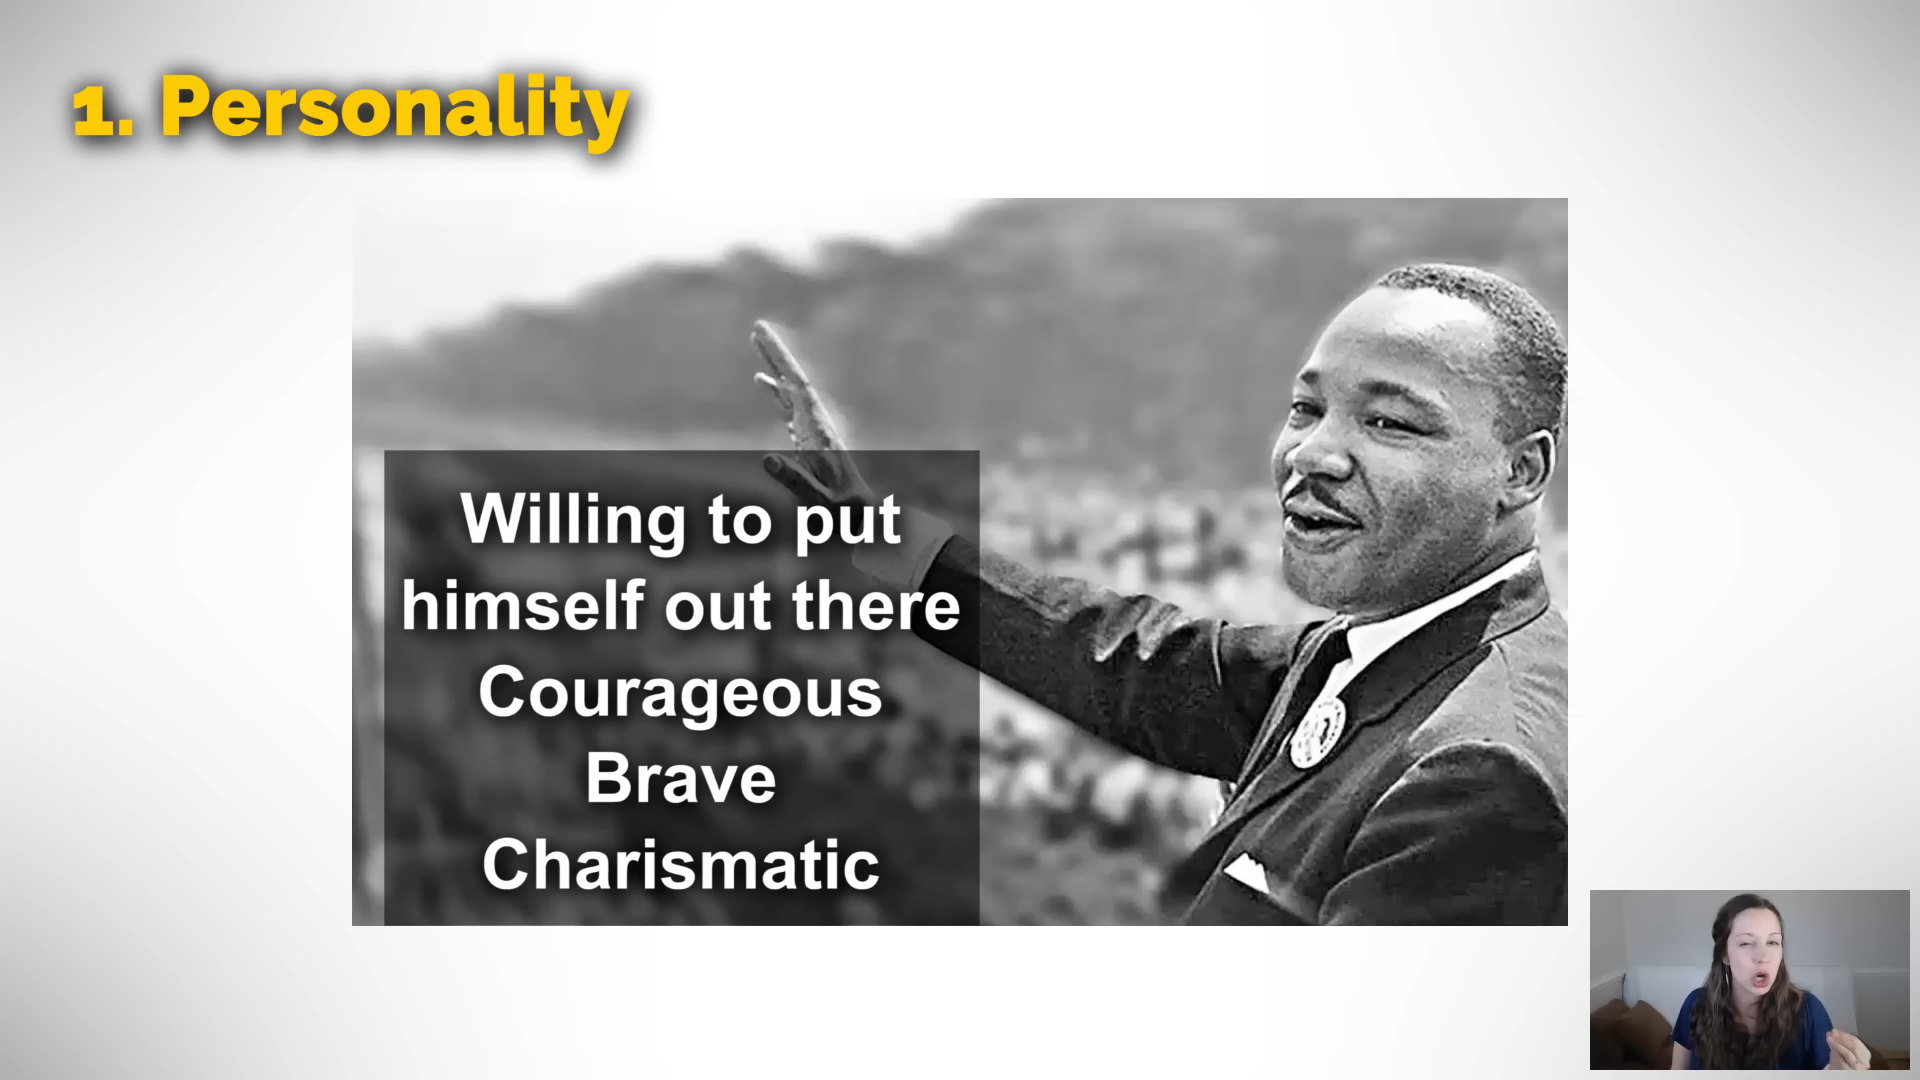 1. Personality
Willing to put
himself out there
Courageous
Brave
Charismatic